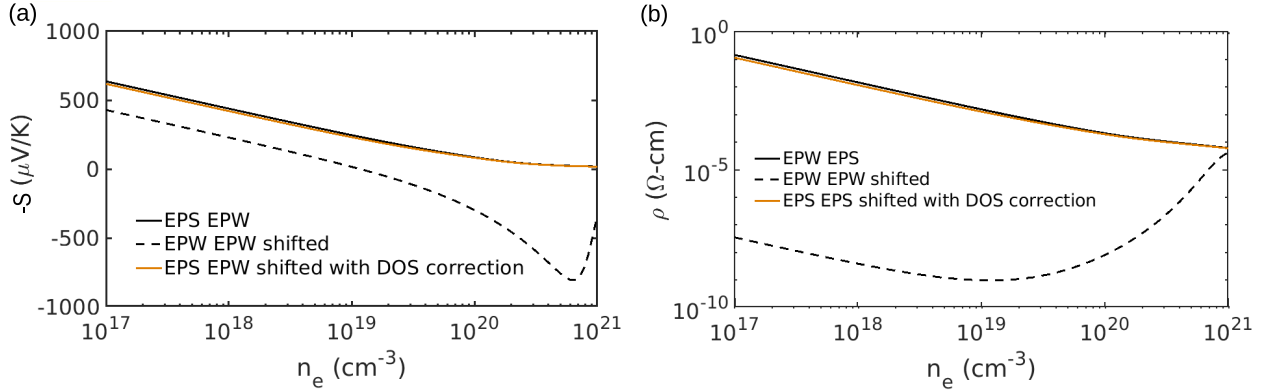 (a)
1000
500
0
-500
-1000
-S (μV/K)
EPS EPW
EPW EPW shifted
EPS EPW shifted with DOS correction
10^17 10^18 10^19 10^20 10^21
n_e (cm^-3)
(b)
10^0
10^-5
10^-10
ρ (Ω-cm)
EPW EPS
EPW EPW shifted
EPS EPS shifted with DOS correction
10^17 10^18 10^19 10^20 10^21
n_e (cm^-3)